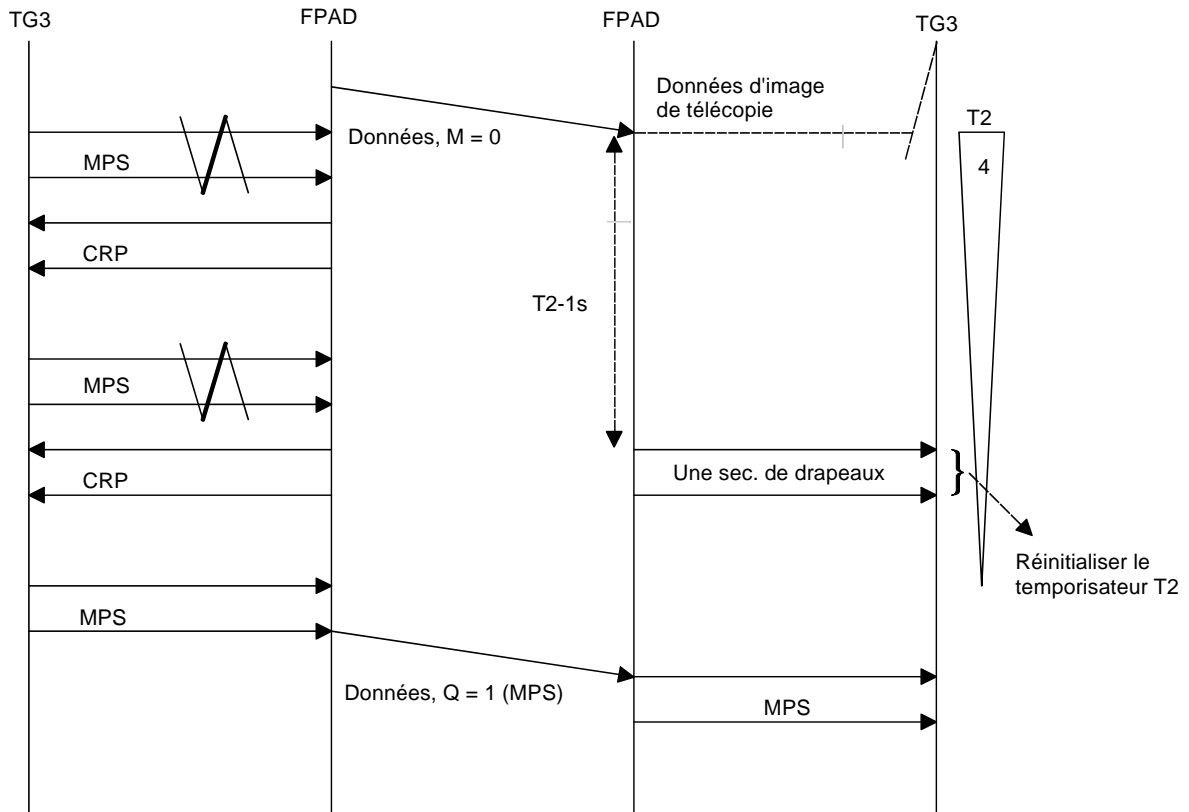 TG3
FPAD
FPAD
TG3
Données d'image
de télécopie
T2
Données, M = 0
MPS
4
CRP
T2-1s
MPS
CRP
Une sec. de drapeaux
}
Réinitialiser le
temporisateur T2
MPS
Données, Q = 1 (MPS)
MPS